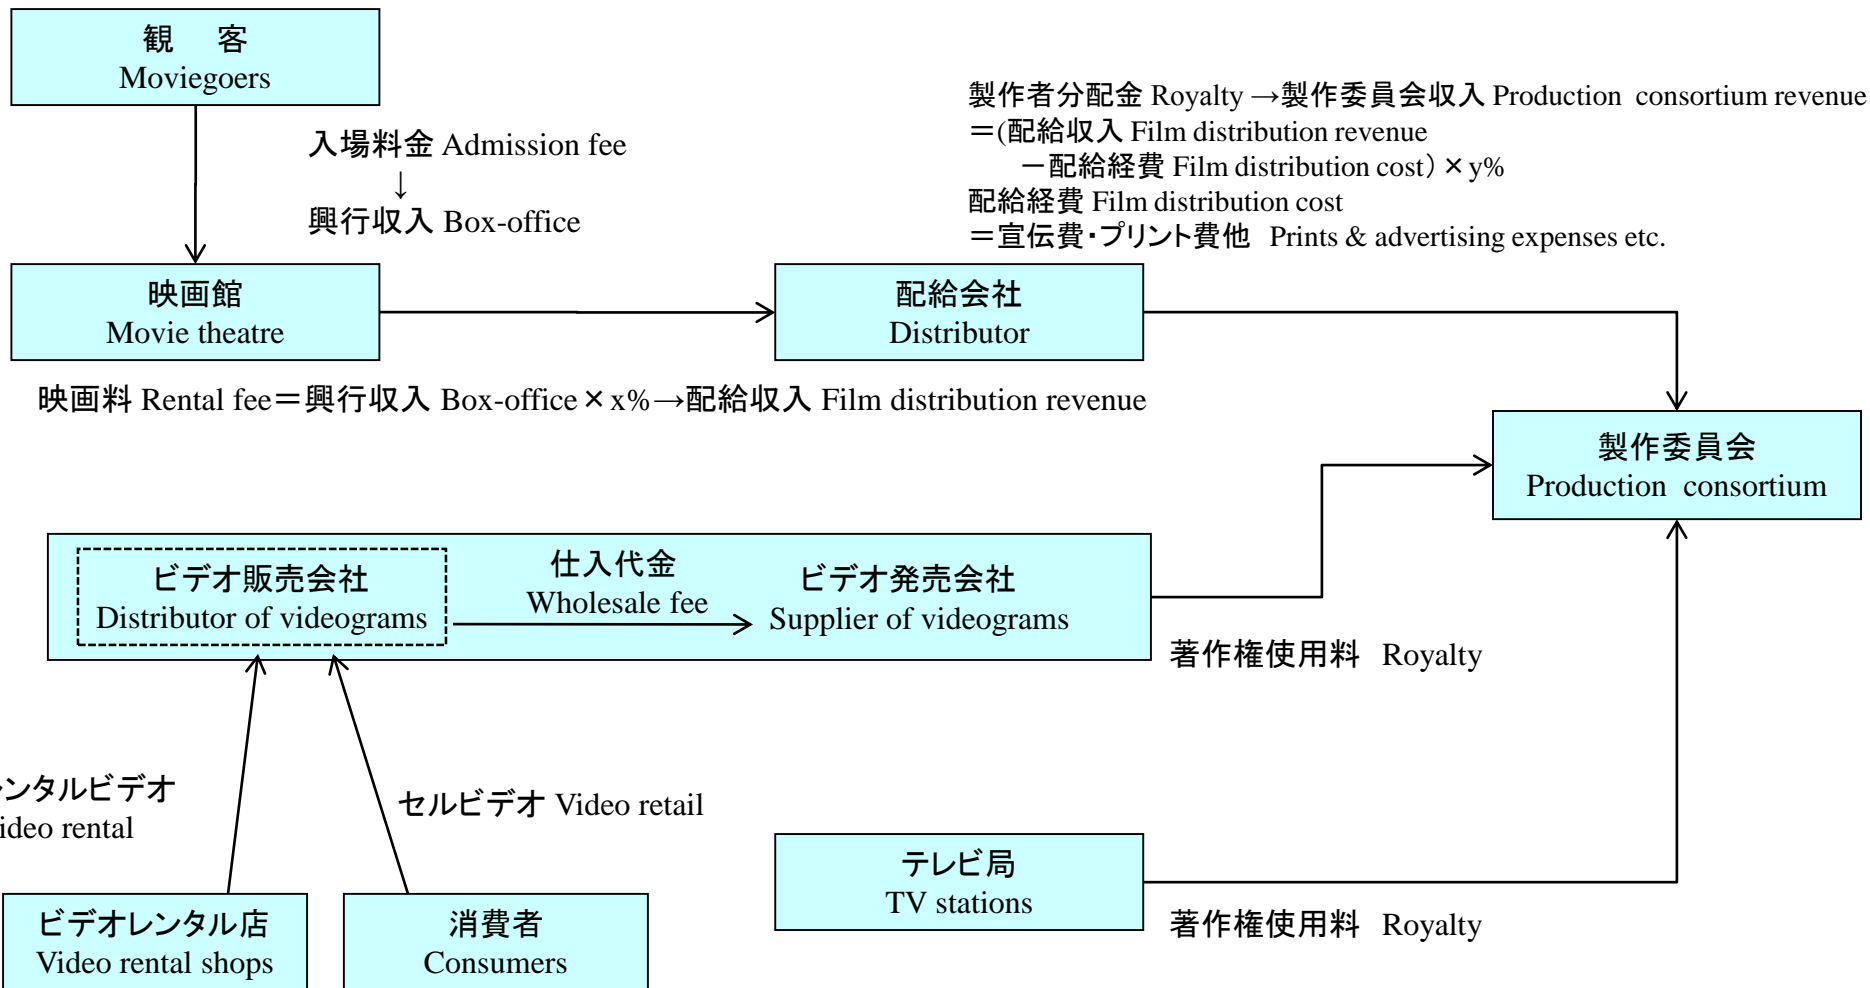 観 客
Moviegoers
製作者分配金 Royalty →製作委員会収入 Production consortium revenue
＝(配給収入 Film distribution revenue
－配給経費 Film distribution cost）×y%
配給経費 Film distribution cost
＝宣伝費・プリント費他 Prints & advertising expenses etc.
入場料金 Admission fee
↓
興行収入 Box-office
映画館
Movie theatre
配給会社
Distributor
映画料 Rental fee＝興行収入 Box-office×x%→配給収入 Film distribution revenue
製作委員会
Production consortium
ビデオ販売会社
Distributor of videograms
仕入代金
Wholesale fee
ビデオ発売会社
Supplier of videograms
著作権使用料 Royalty
ンタルビデオ
ideo rental
セルビデオ Video retail
テレビ局
TV stations
著作権使用料 Royalty
ビデオレンタル店
Video rental shops
消費者
Consumers